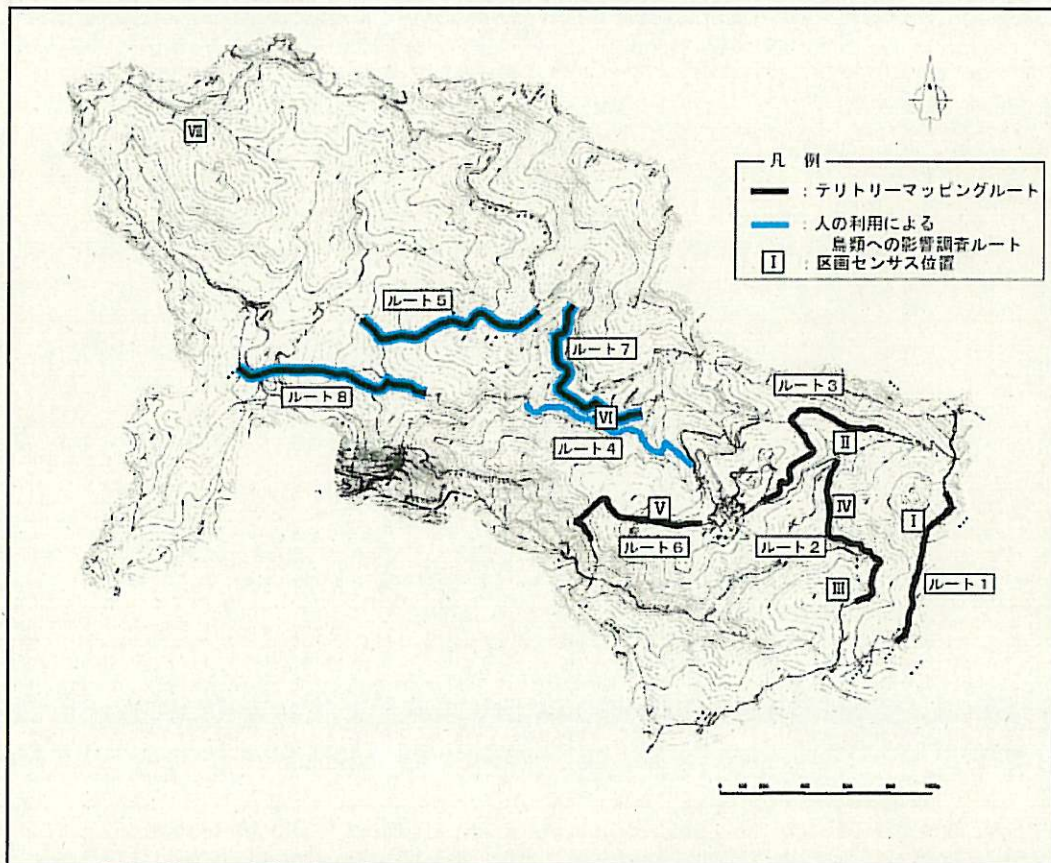 凡 例
: テリトリーマッピングルート
: 人の利用による
鳥類への影響調査ルート
Ⅰ : 区画センサス位置
Ⅶ
ルート5
ルート7
ルート8
Ⅵ
ルート4
ルート3
Ⅱ
Ⅴ
Ⅳ
Ⅰ
ルート6
ルート2
Ⅲ
ルート1